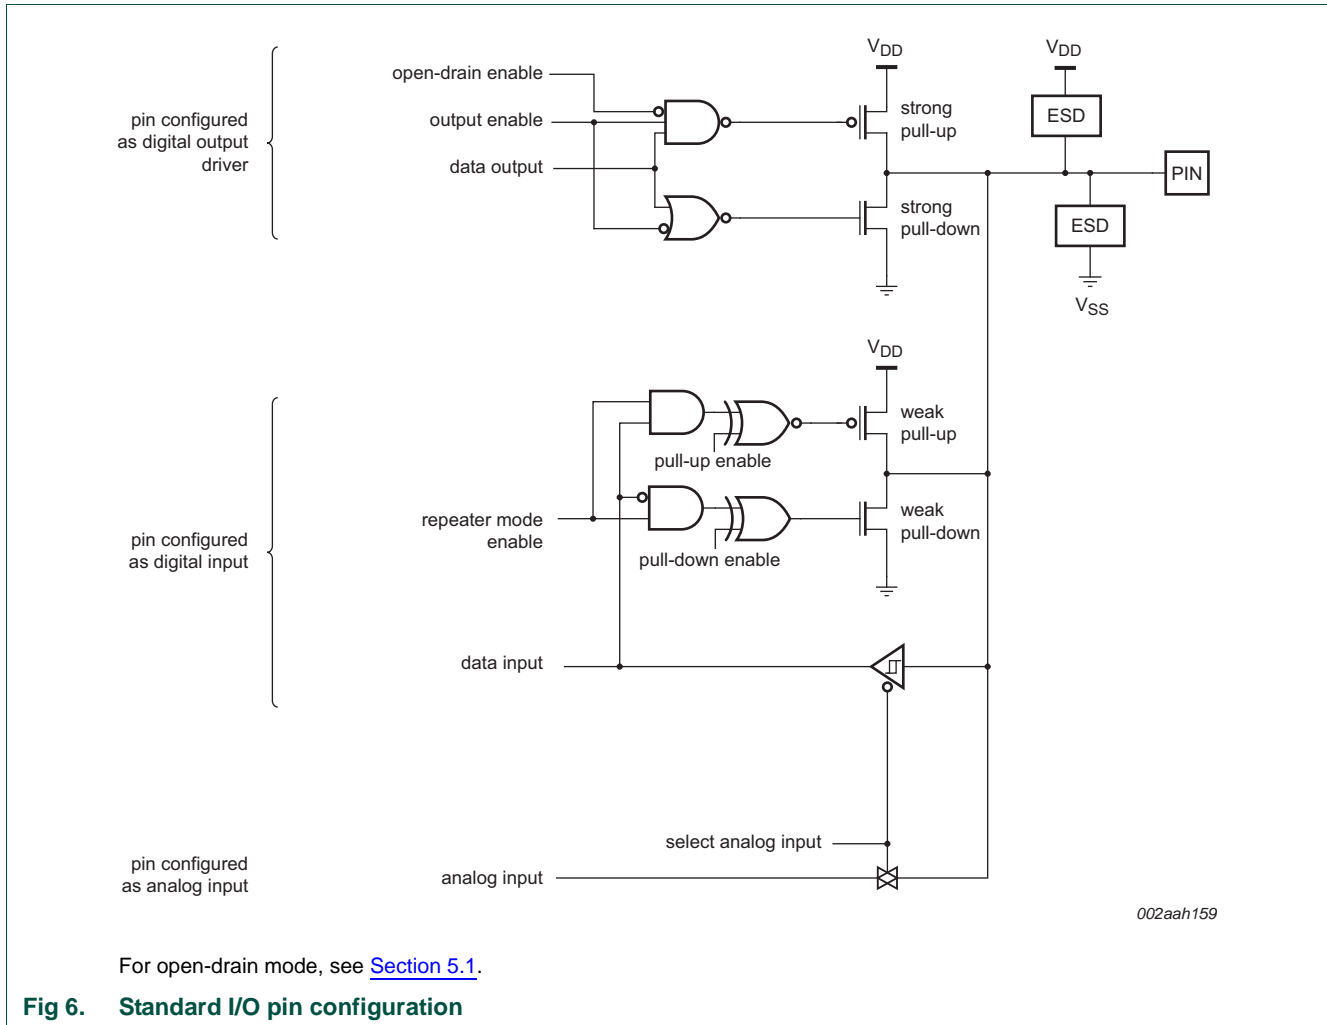 VDD
VDD
open-drain enable
pin configured
as digital output
driver
output enable
strong
pull-up
ESD
data output
PIN
strong
pull-down
ESD
VSS
VDD
weak
pull-up
pull-up enable
pin configured
as digital input
repeater mode
enable
weak
pull-down
pull-down enable
data input
select analog input
pin configured
as analog input
analog input
002aah159
For open-drain mode, see Section 5.1.
Fig 6. Standard I/O pin configuration